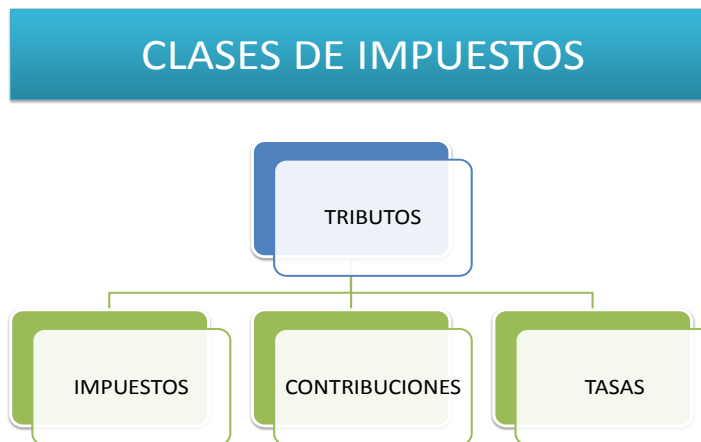 CLASES DE IMPUESTOS
TRIBUTOS
IMPUESTOS
CONTRIBUCIONES
TASAS